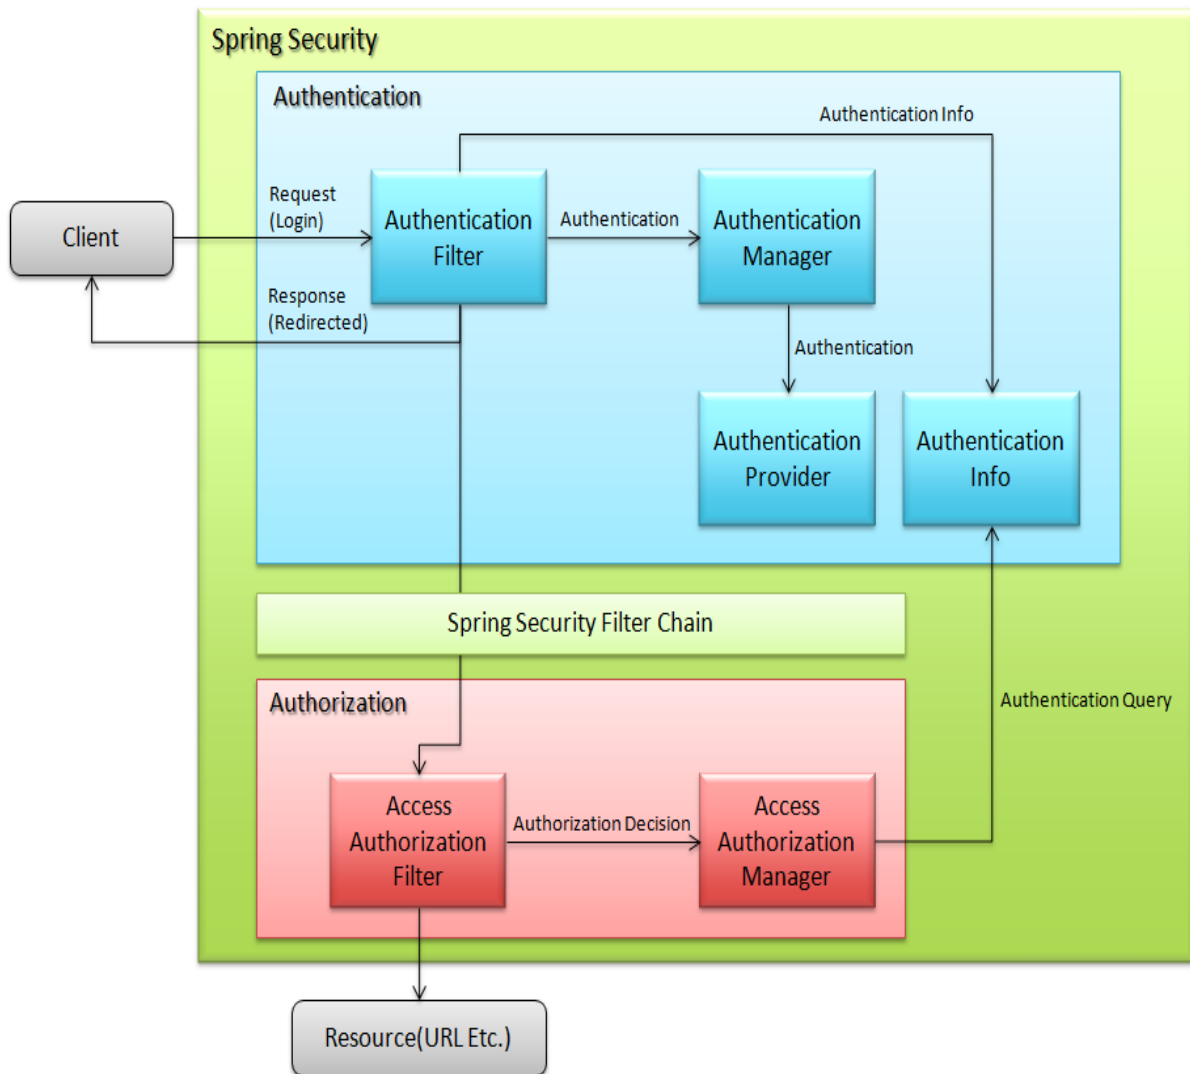 Spring Security
Authentication
Authentication Info
Request
(Login)
Client
Authentication
Filter
Authentication
Authentication
Manager
Response
(Redirected)
Authentication
Authentication
Provider
Authentication
Info
Spring Security Filter Chain
Authorization
Authentication Query
Access
Authorization
Filter
Authorization Decision
Access
Authorization
Manager
Resource(URL Etc.)